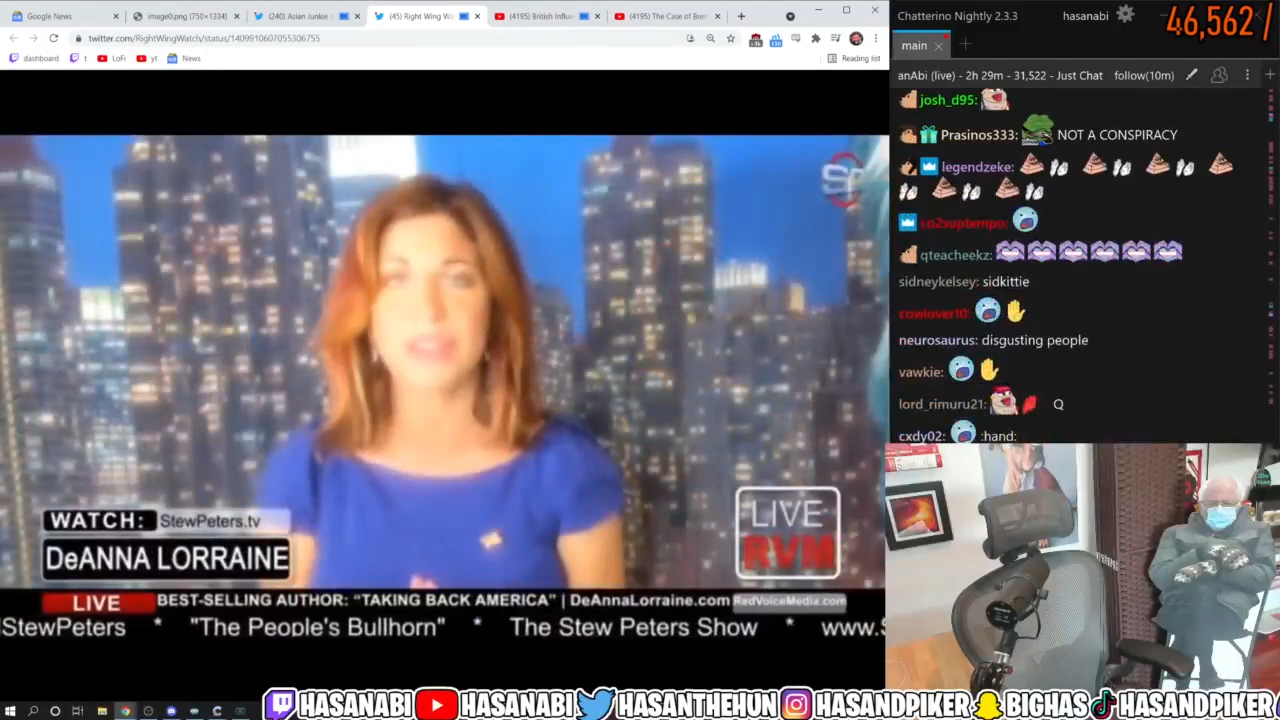 Google News
image0.png (750×1334)
(240) Asian Junkie
(45) Right Wing Wa
(4195) British Influe
(4195) The Case of Bren
twitter.com/RightWingWatch/status/1409910607055306755
dashboard
t
LoFi
yt
News
Reading list
WATCH: StewPeters.tv
DeANNA LORRAINE
LIVE
RVM
LIVE BEST-SELLING AUTHOR: “TAKING BACK AMERICA” | DeAnnaLorraine.com RedVoiceMedia.com
StewPeters * "The People's Bullhorn" * The Stew Peters Show * www.S
Chatterino Nightly 2.3.3
hasanabi
46,562 /
main
anAbi (live) - 2h 29m - 31,522 - Just Chat follow(10m)
josh_d95:
Prasinos333: NOT A CONSPIRACY
legendzeke:
co2suptempo:
qteacheekz:
sidneykelsey: sidkittie
cowlover10:
neurosaurus: disgusting people
vawkie:
lord_rimuru21: Q
cxdy02: :hand:
HASANABI HASANABI HASANTHEHUN HASANDPIKER BIGHAS HASANDPIKER